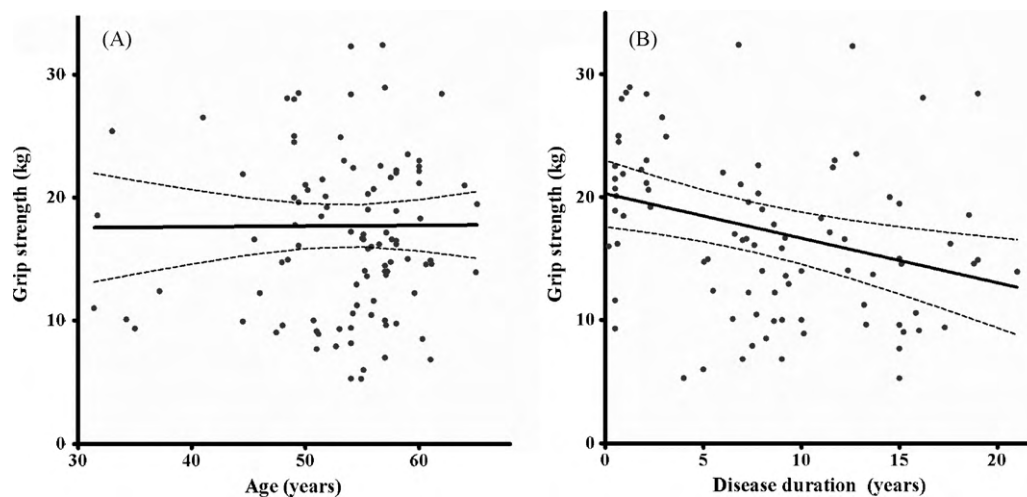 (A)
30
20
10
0
Grip strength (kg)
30 40 50 60
Age (years)
(B)
30
20
10
0
Grip strength (kg)
0 5 10 15 20
Disease duration (years)